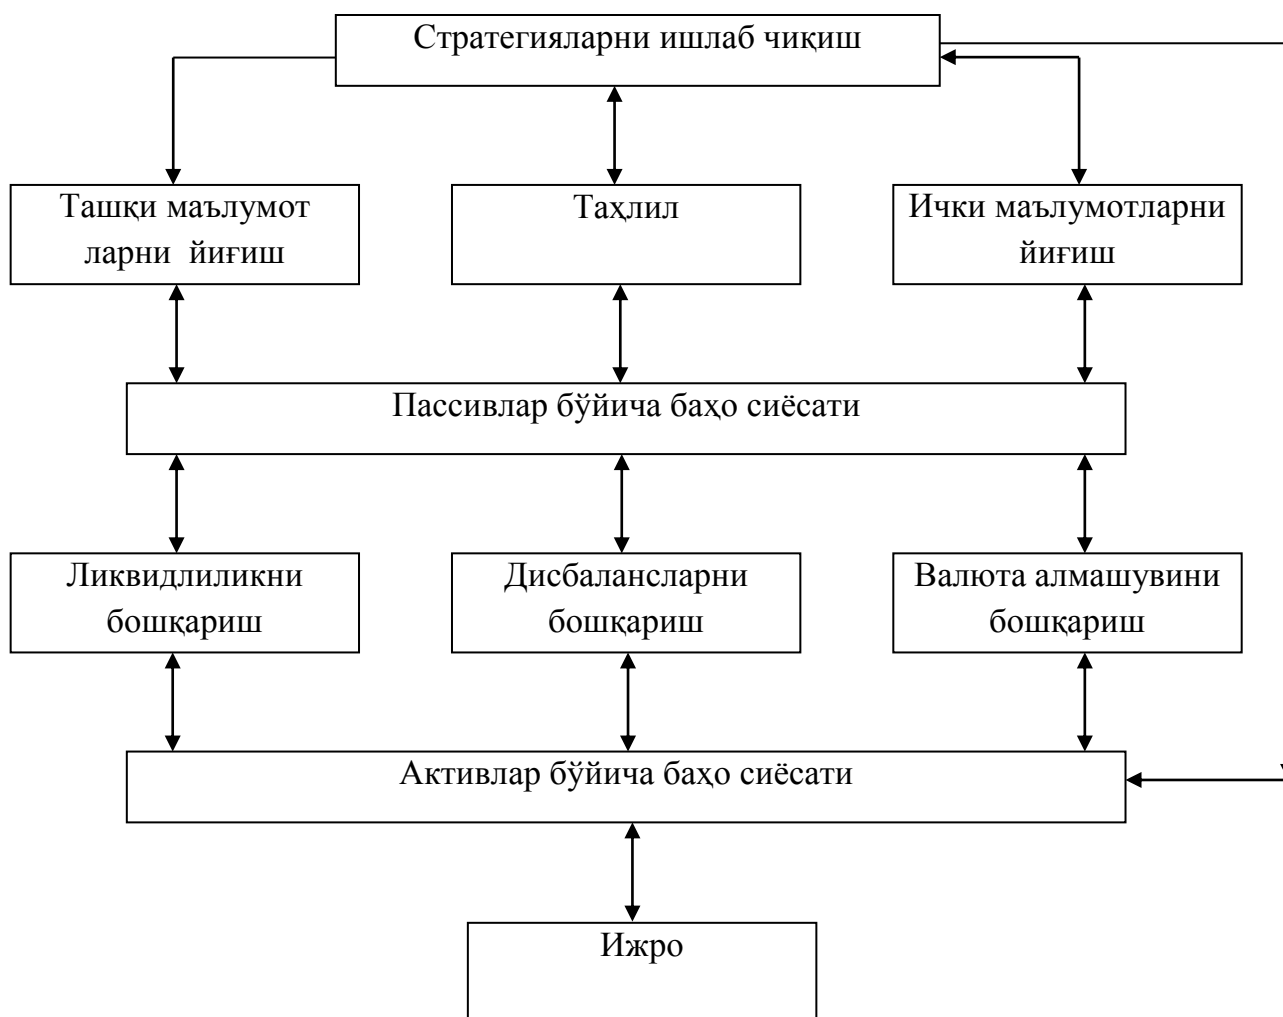 Стратегияларни ишлаб чиқиш
Ташқи маълумот
ларни йиғиш
Таҳлил
Ички маълумотларни
йиғиш
Пассивлар бўйича баҳо сиёсати
Ликвидлиликни
бошқариш
Дисбалансларни
бошқариш
Валюта алмашувини
бошқариш
Активлар бўйича баҳо сиёсати
Ижро